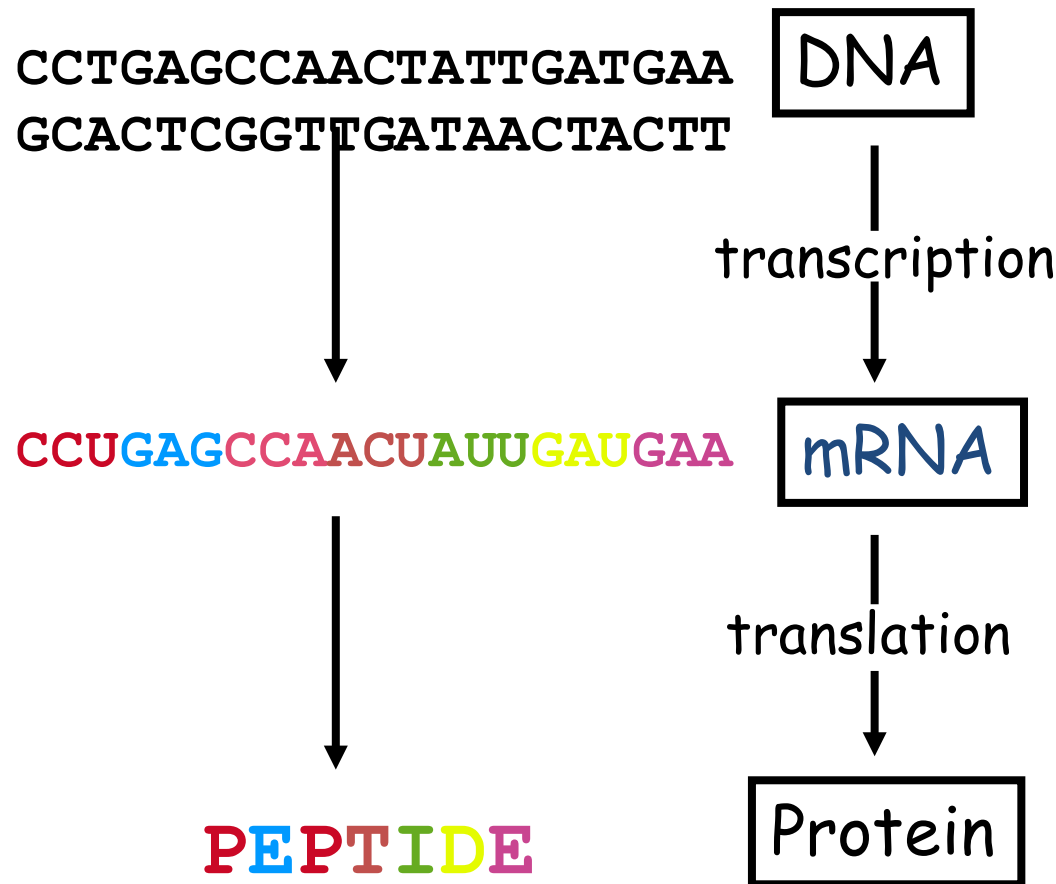 CCTGAGCCAACTATTGATGAA
DNA
GCACTCGGTTGATAACTACTT
transcription
CCUGAGCCAACUAUUGAUGAA
mRNA
translation
PEPTIDE
Protein